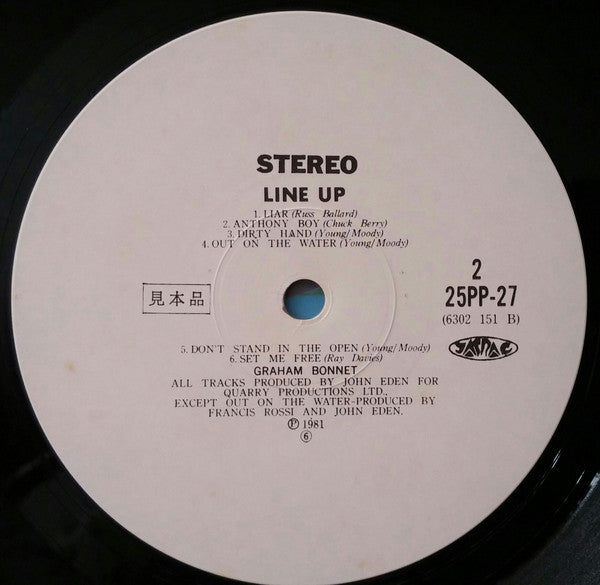 STEREO
LINE UP
1. LIAR (Russ Ballard)
2. ANTHONY BOY (Chuck Berry)
3. DIRTY HAND (Young/Moody)
4. OUT ON THE WATER (Young/Moody)
2
見本品
25PP-27
(6302 151 B)
5. DON'T STAND IN THE OPEN (Young/Moody)
6. SET ME FREE (Ray Davies)
GRAHAM BONNET
ALL TRACKS PRODUCED BY JOHN EDEN FOR
QUARRY PRODUCTIONS LTD.,
EXCEPT OUT ON THE WATER-PRODUCED BY
FRANCIS ROSSI AND JOHN EDEN.
Ⓟ 1981
⑥